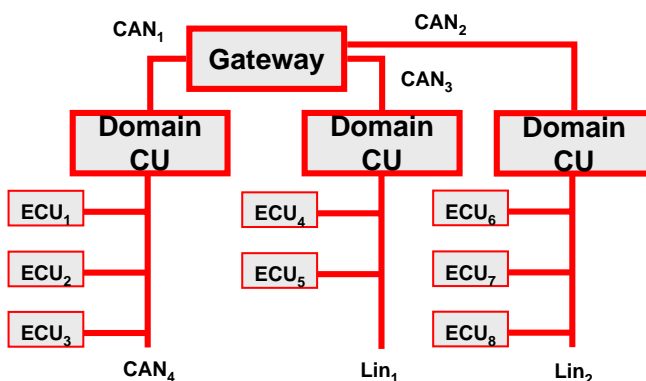 CAN₁
CAN₂
Gateway
CAN₃
Domain
CU
Domain
CU
Domain
CU
ECU₁
ECU₂
ECU₃
CAN₄
ECU₄
ECU₅
Lin₁
ECU₆
ECU₇
ECU₈
Lin₂